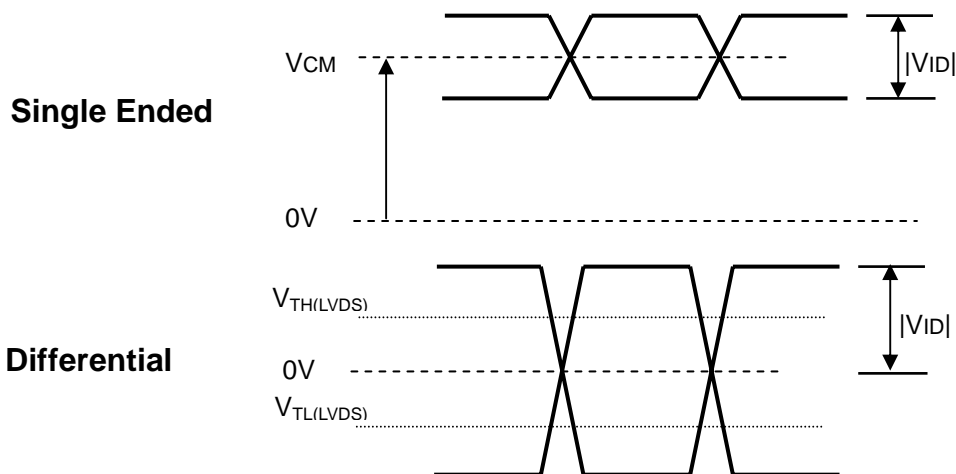 VCM
|VID|
Single Ended
0V
VTH(LVDS)
|VID|
Differential
0V
VTL(LVDS)